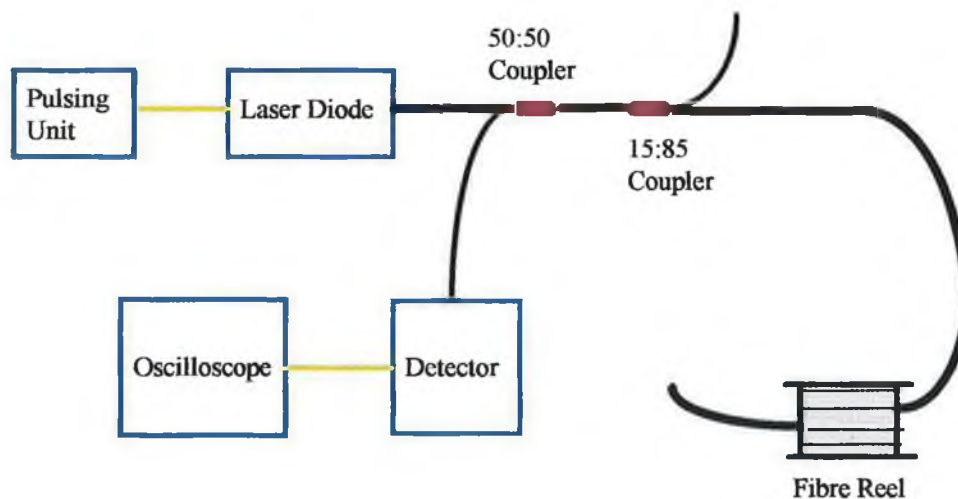 50:50
Coupler
Pulsing
Unit
Laser Diode
15:85
Coupler
Oscilloscope
Detector
Fibre Reel